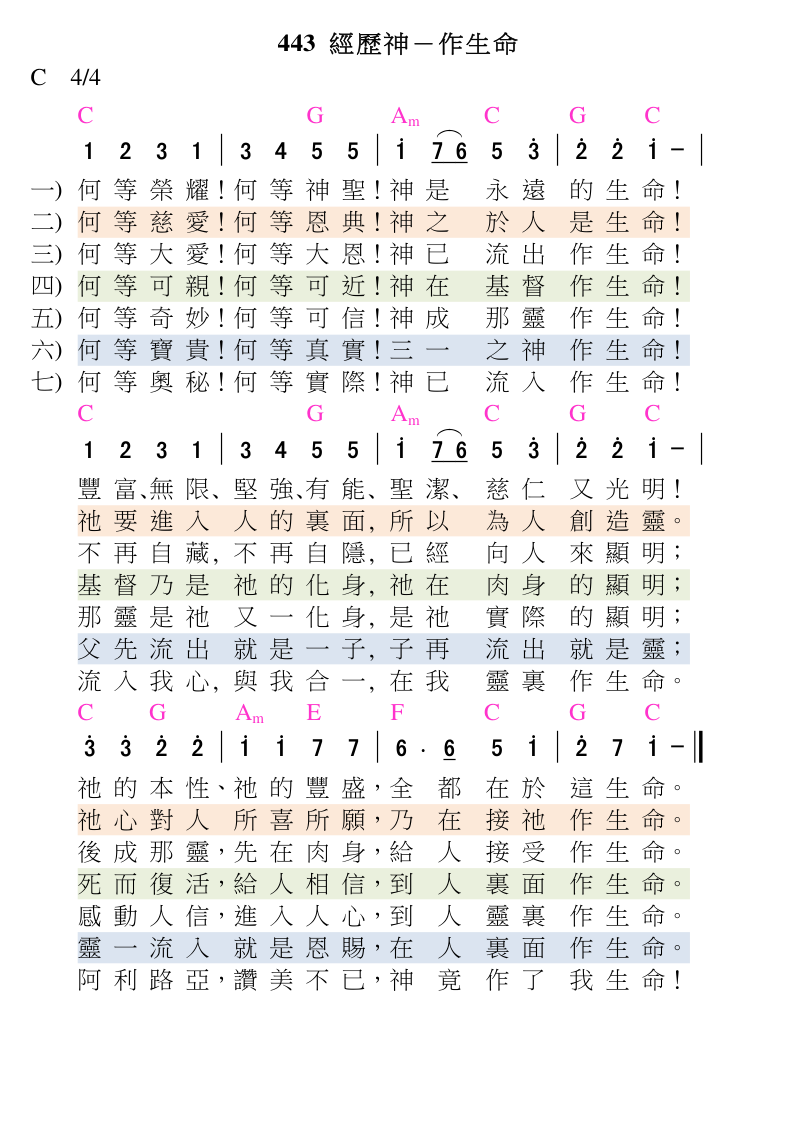 443 經歷神－作生命
C 4/4
C G Am C G C
1 2 3 1 | 3 4 5 5 | i̇ 7 6 5 3̇ | 2̇ 2̇ 1̇ － |
一) 何等榮耀!何等神聖!神是永遠的生命!
二) 何等慈愛!何等恩典!神之於人是生命!
三) 何等大愛!何等大恩!神已流出作生命!
四) 何等可親!何等可近!神在基督作生命!
五) 何等奇妙!何等可信!神成那靈作生命!
六) 何等寶貴!何等真實!三一之神作生命!
七) 何等奧秘!何等實際!神已流入作生命!
C G Am C G C
1 2 3 1 | 3 4 5 5 | 1̇ 7 6 5 3̇ | 2̇ 2̇ 1̇ － |
豐富、無限、堅強、有能、聖潔、慈仁又光明!
祂要進入人的裏面,所以為人創造靈。
不再自藏,不再自隱,已經向人來顯明；
基督乃是祂的化身,祂在肉身的顯明；
那靈是祂又一化身,是祂實際的顯明；
父先流出就是一子,子再流出就是靈；
流入我心,與我合一,在我靈裏作生命。
C G Am E F C G C
3̇ 3̇ 2̇ 2̇ | 1̇ 1̇ 7 7 | 6 . 6 5 1̇ | 2̇ 7 1̇ － ‖
祂的本性、祂的豐盛，全都在於這生命。
祂心對人所喜所願，乃在接祂作生命。
後成那靈，先在肉身，給人接受作生命。
死而復活，給人相信，到人裏面作生命。
感動人信，進入人心，到人靈裏作生命。
靈一流入就是恩賜，在人裏面作生命。
阿利路亞，讚美不已，神竟作了我生命!